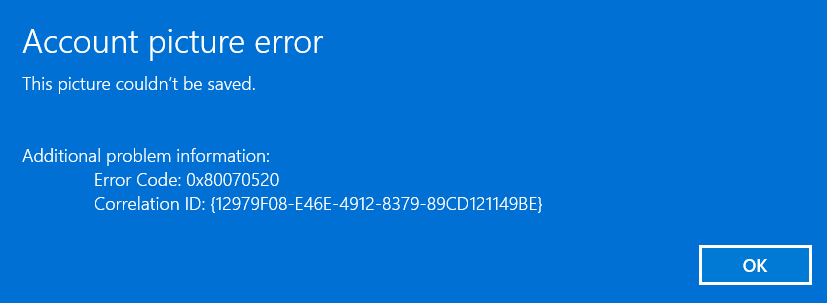 Account picture error
This picture couldn't be saved.
Additional problem information:
Error Code: 0x80070520
Correlation ID: {12979F08-E46E-4912-8379-89CD121149BE}
OK